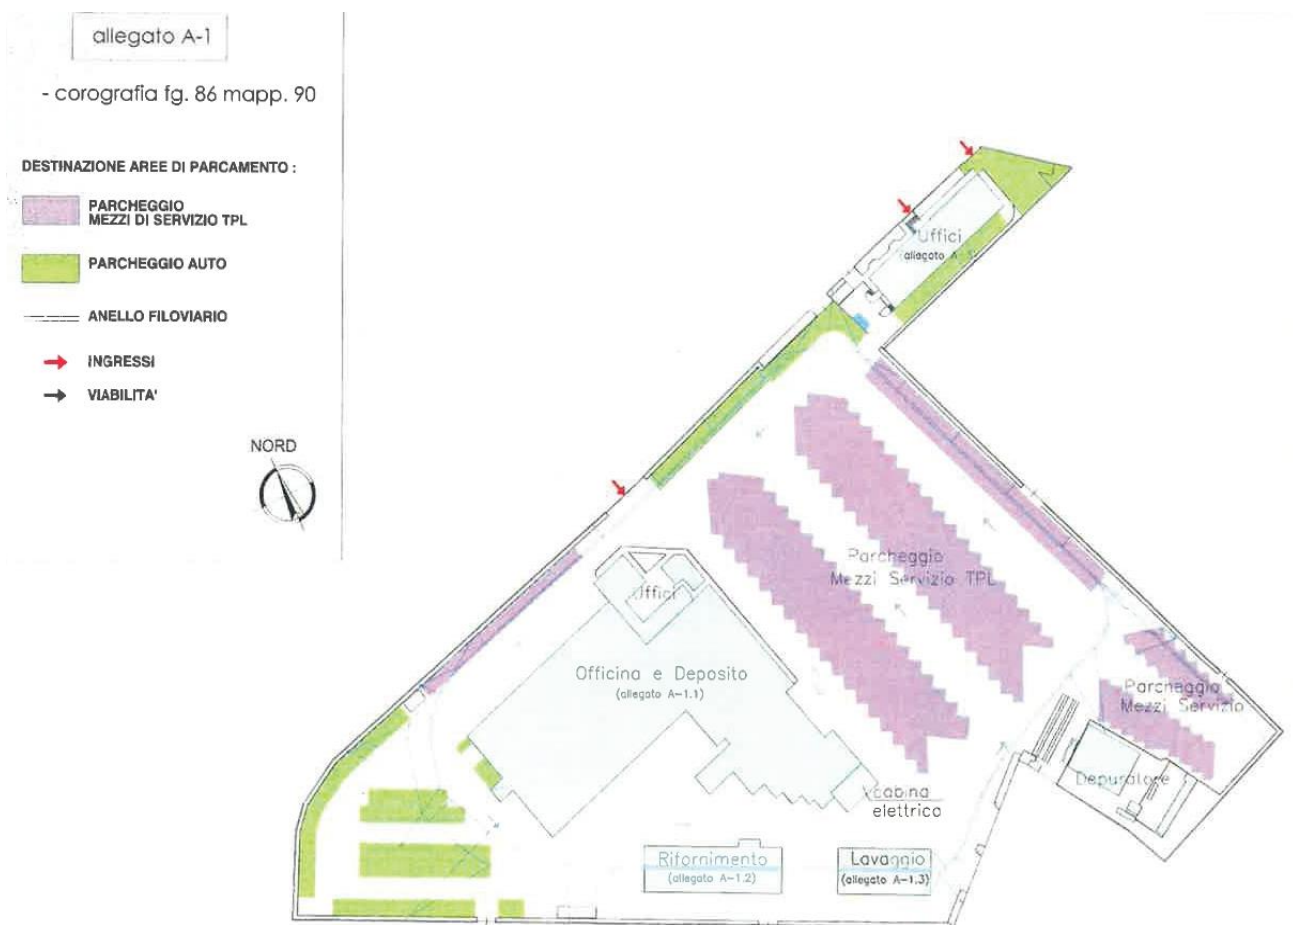 allegato A-1
- corografia fg. 86 mapp. 90
DESTINAZIONE AREE DI PARCAMENTO :
PARCHEGGIO
MEZZI DI SERVIZIO TPL
PARCHEGGIO AUTO
ANELLO FILOVIARIO
INGRESSI
VIABILITA'
NORD
Uffici
(allegato A-
Parcheggio
Mezzi Servizio TPL
Uffici
Officina e Deposito
(allegato A-1.1)
Parcheggio
Mezzi Servizio
Depuratore
cabina
elettrica
Rifornimento
(allegato A-1.2)
Lavaggio
(allegato A-1.3)